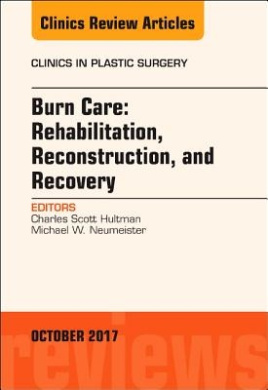 Clinics Review Articles
CLINICS IN PLASTIC SURGERY
Burn Care:
Rehabilitation,
Reconstruction, and
Recovery
EDITORS
Charles Scott Hultman
Michael W. Neumeister
OCTOBER 2017
reviews